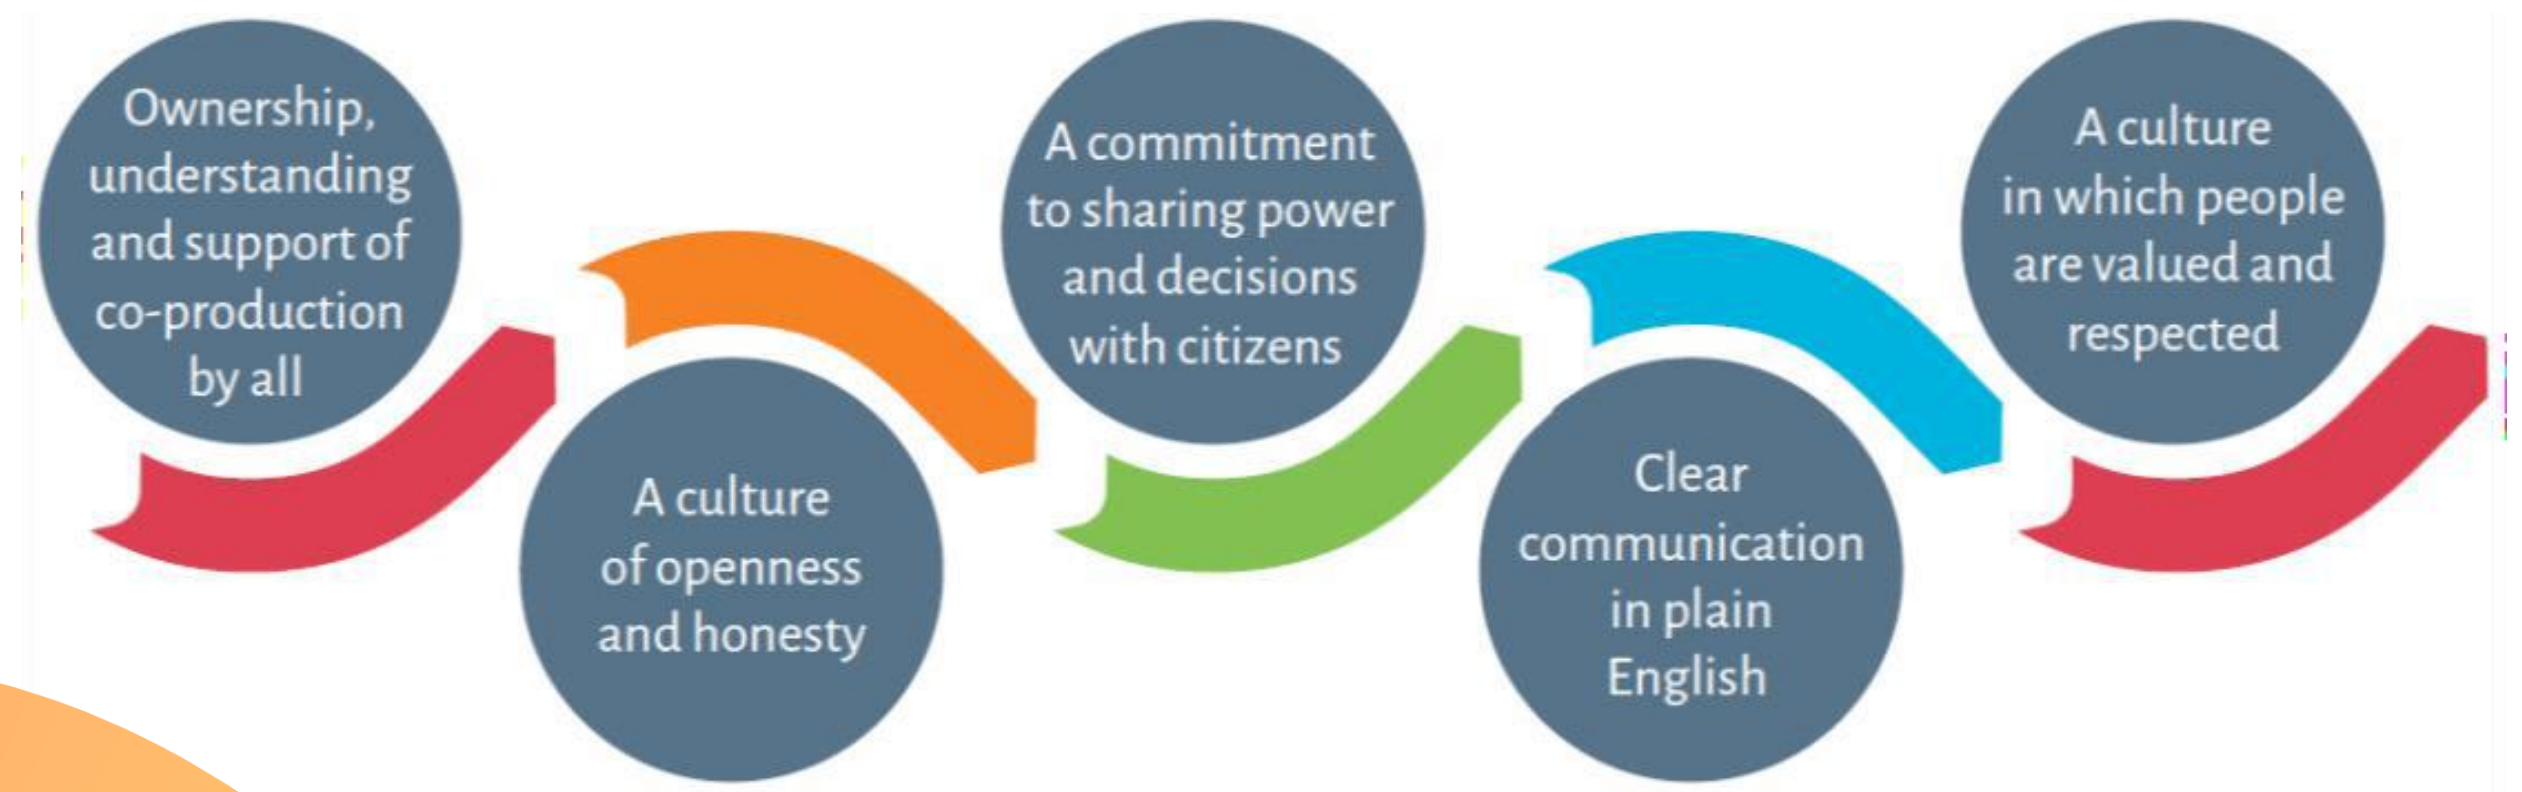 Ownership,
understanding
and support of
co-production
by all
A culture
of openness
and honesty
A commitment
to sharing power
and decisions
with citizens
Clear
communication
in plain
English
A culture
in which people
are valued and
respected